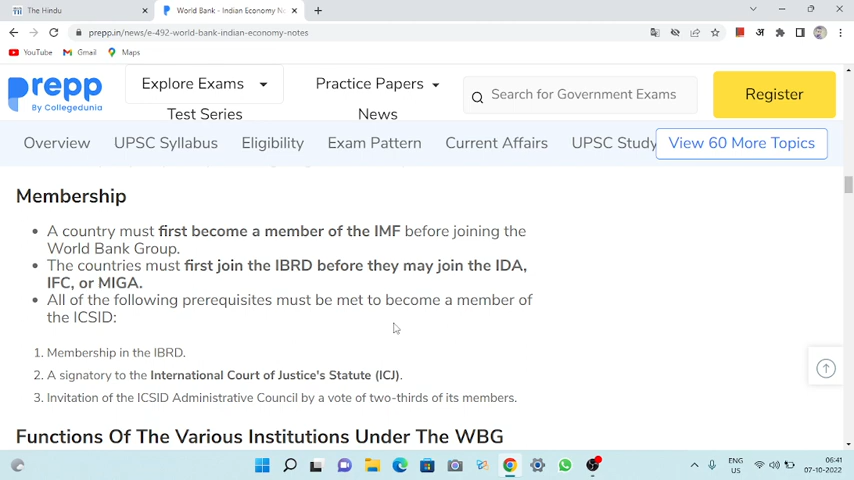 The Hindu
World Bank - Indian Economy No
prepp.in/news/e-492-world-bank-indian-economy-notes
अ
YouTube
Gmail
Maps
prepp
By Collegedunia
Explore Exams
Practice Papers
Search for Government Exams
Register
Test Series
News
Overview
UPSC Syllabus
Eligibility
Exam Pattern
Current Affairs
UPSC Study
View 60 More Topics
Membership
• A country must first become a member of the IMF before joining the
World Bank Group.
• The countries must first join the IBRD before they may join the IDA,
IFC, or MIGA.
• All of the following prerequisites must be met to become a member of
the ICSID:
1. Membership in the IBRD.
2. A signatory to the International Court of Justice's Statute (ICJ).
3. Invitation of the ICSID Administrative Council by a vote of two-thirds of its members.
Functions Of The Various Institutions Under The WBG
ENG
US
06:41
07-10-2022